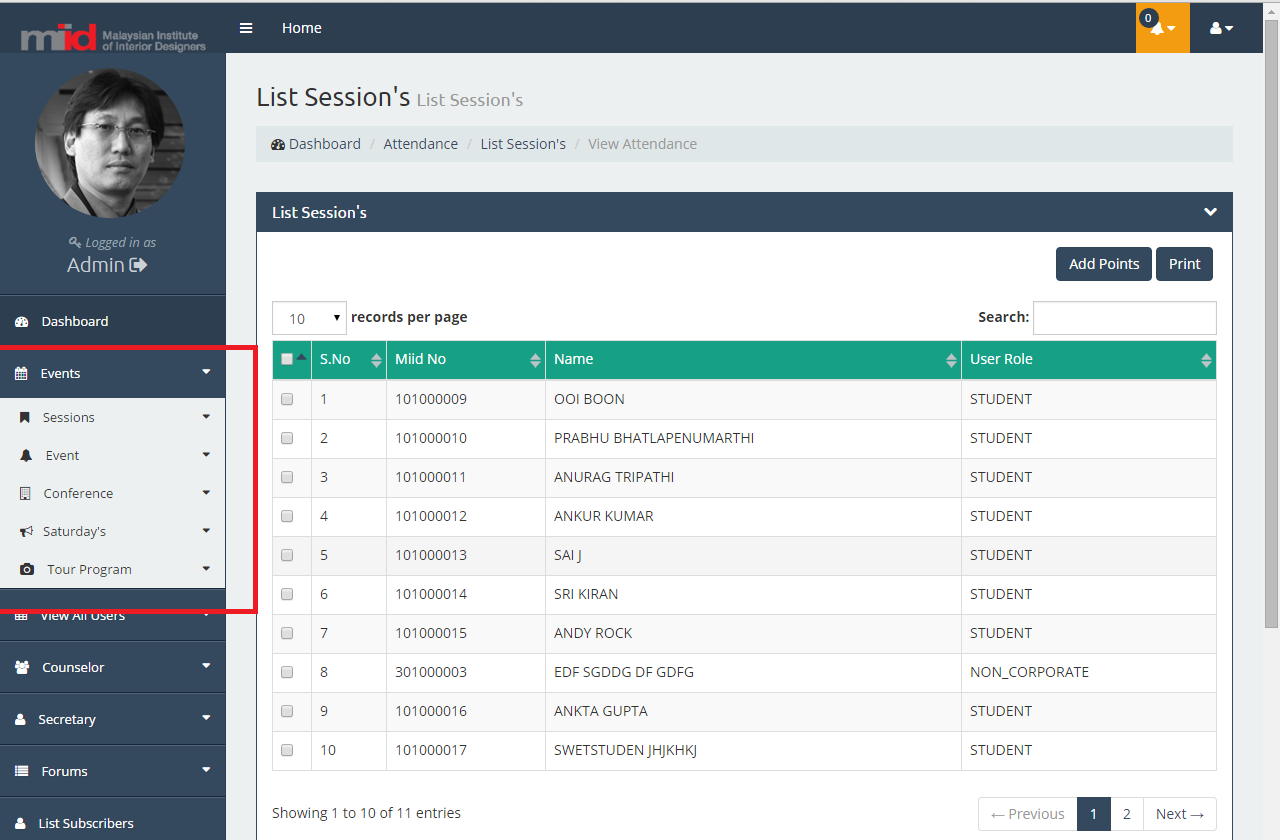 miid Malaysian Institute
of Interior Designers
Home
0
List Session's List Session's
Dashboard / Attendance / List Session's / View Attendance
Logged in as
Admin
Dashboard
Events
Sessions
Event
Conference
Saturday's
Tour Program
View All Users
Counselor
Secretary
Forums
List Subscribers
List Session's
Add Points Print
10 records per page Search:
S.No Miid No Name User Role
1 101000009 OOI BOON STUDENT
2 101000010 PRABHU BHATLAPENUMARTHI STUDENT
3 101000011 ANURAG TRIPATHI STUDENT
4 101000012 ANKUR KUMAR STUDENT
5 101000013 SAI J STUDENT
6 101000014 SRI KIRAN STUDENT
7 101000015 ANDY ROCK STUDENT
8 301000003 EDF SGDDG DF GDFG NON_CORPORATE
9 101000016 ANKTA GUPTA STUDENT
10 101000017 SWETSTUDEN JHJKHKJ STUDENT
Showing 1 to 10 of 11 entries
← Previous 1 2 Next →